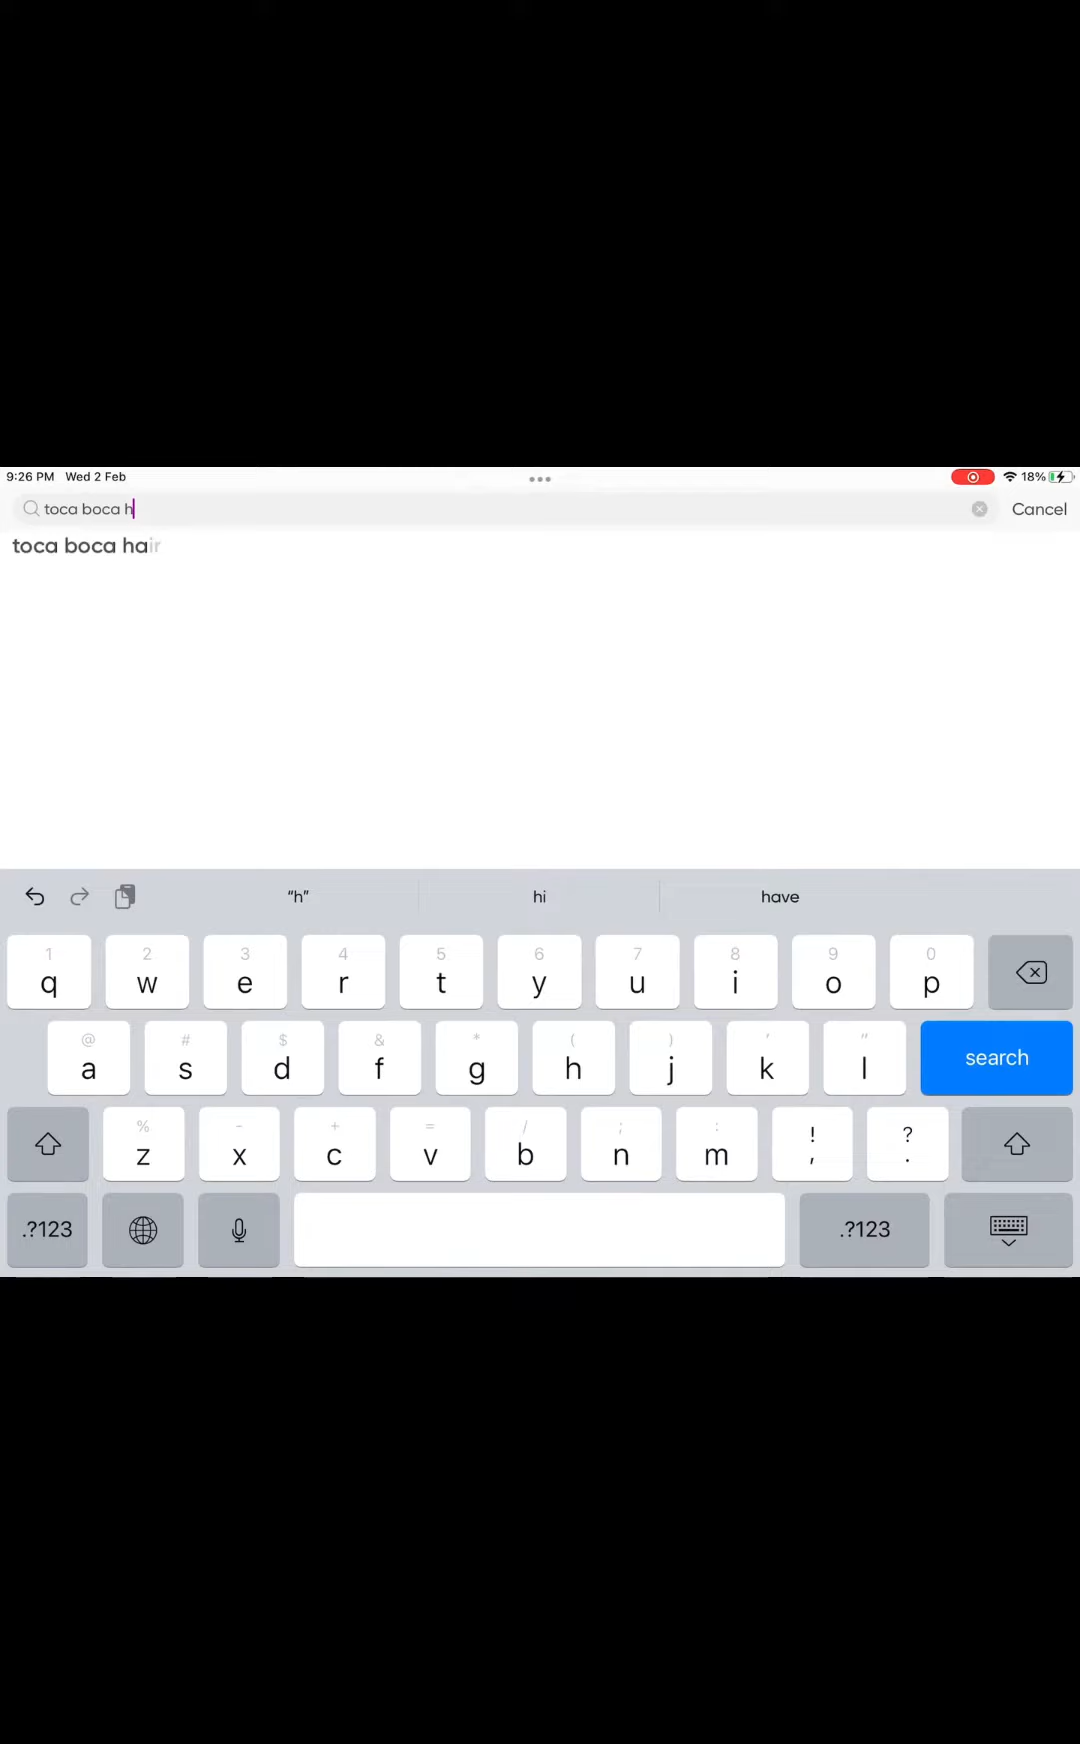 9:26 PM Wed 2 Feb 18%
toca boca h Cancel
toca boca hair
“h” hi have
1 2 3 4 5 6 7 8 9 0
q w e r t y u i o p
@ # $ & * ( ) ' "
a s d f g h j k l search
% - + = / ; : ! ?
z x c v b n m , .
.?123 .?123